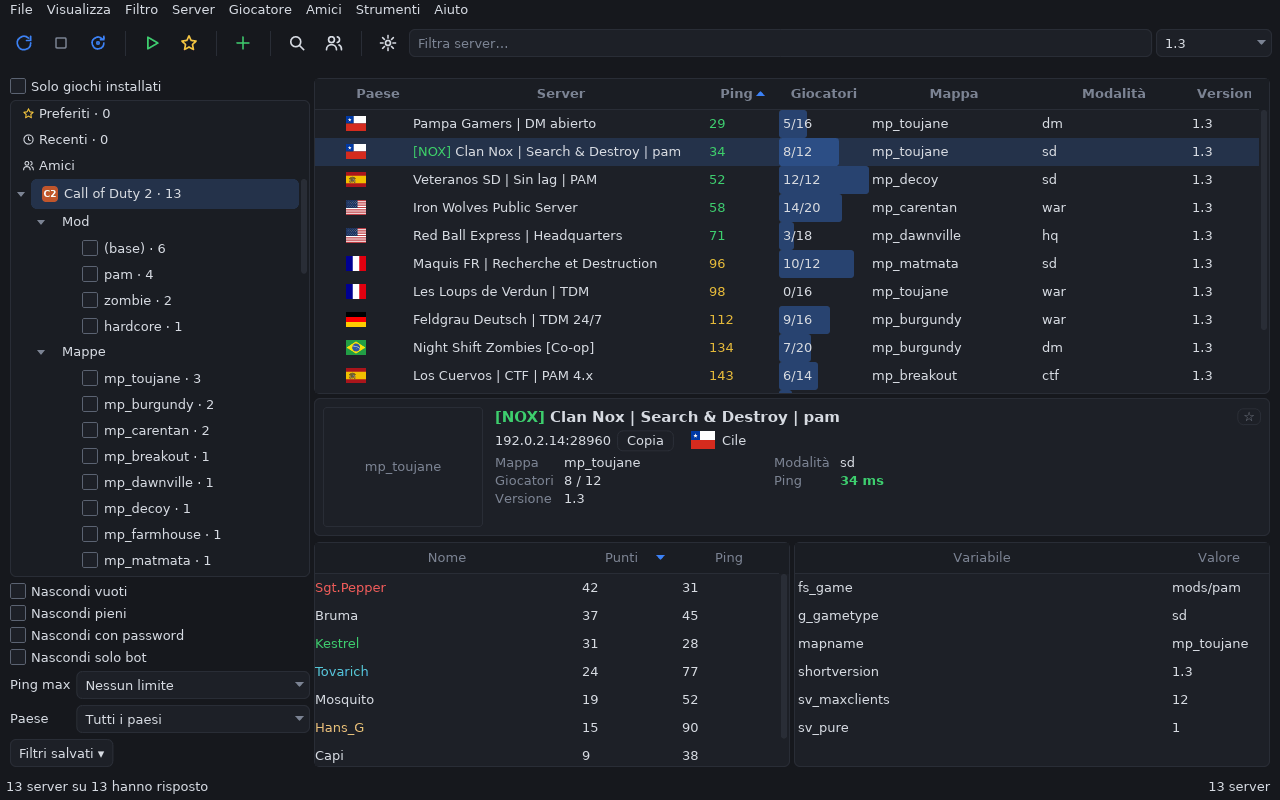 File Visualizza Filtro Server Giocatore Amici Strumenti Aiuto
Filtra server…
1.3
Solo giochi installati
Preferiti · 0
Recenti · 0
Amici
C2 Call of Duty 2 · 13
Mod
(base) · 6
pam · 4
zombie · 2
hardcore · 1
Mappe
mp_toujane · 3
mp_burgundy · 2
mp_carentan · 2
mp_breakout · 1
mp_dawnville · 1
mp_decoy · 1
mp_farmhouse · 1
mp_matmata · 1
Nascondi vuoti
Nascondi pieni
Nascondi con password
Nascondi solo bot
Ping max Nessun limite
Paese Tutti i paesi
Filtri salvati ▾
Paese Server Ping Giocatori Mappa Modalità Version
Pampa Gamers | DM abierto 29 5/16 mp_toujane dm 1.3
[NOX] Clan Nox | Search & Destroy | pam 34 8/12 mp_toujane sd 1.3
Veteranos SD | Sin lag | PAM 52 12/12 mp_decoy sd 1.3
Iron Wolves Public Server 58 14/20 mp_carentan war 1.3
Red Ball Express | Headquarters 71 3/18 mp_dawnville hq 1.3
Maquis FR | Recherche et Destruction 96 10/12 mp_matmata sd 1.3
Les Loups de Verdun | TDM 98 0/16 mp_toujane war 1.3
Feldgrau Deutsch | TDM 24/7 112 9/16 mp_burgundy war 1.3
Night Shift Zombies [Co-op] 134 7/20 mp_burgundy dm 1.3
Los Cuervos | CTF | PAM 4.x 143 6/14 mp_breakout ctf 1.3
mp_toujane
[NOX] Clan Nox | Search & Destroy | pam ☆
192.0.2.14:28960 Copia Cile
Mappa mp_toujane Modalità sd
Giocatori 8 / 12 Ping 34 ms
Versione 1.3
Nome Punti Ping
Sgt.Pepper 42 31
Bruma 37 45
Kestrel 31 28
Tovarich 24 77
Mosquito 19 52
Hans_G 15 90
Capi 9 38
Variabile Valore
fs_game mods/pam
g_gametype sd
mapname mp_toujane
shortversion 1.3
sv_maxclients 12
sv_pure 1
13 server su 13 hanno risposto 13 server